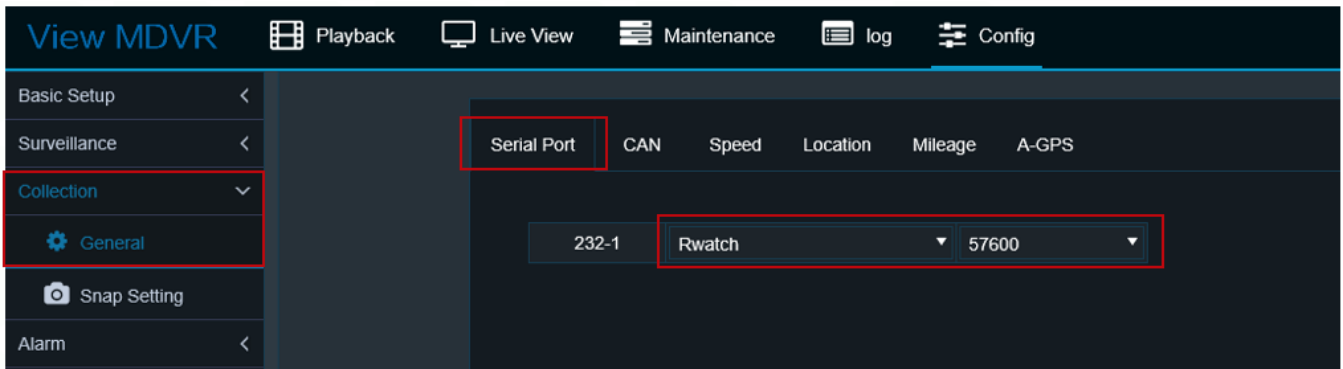 View MDVR Playback Live View Maintenance log Config
Basic Setup
Surveillance
Serial Port CAN Speed Location Mileage A-GPS
Collection
General
232-1 Rwatch 57600
Snap Setting
Alarm